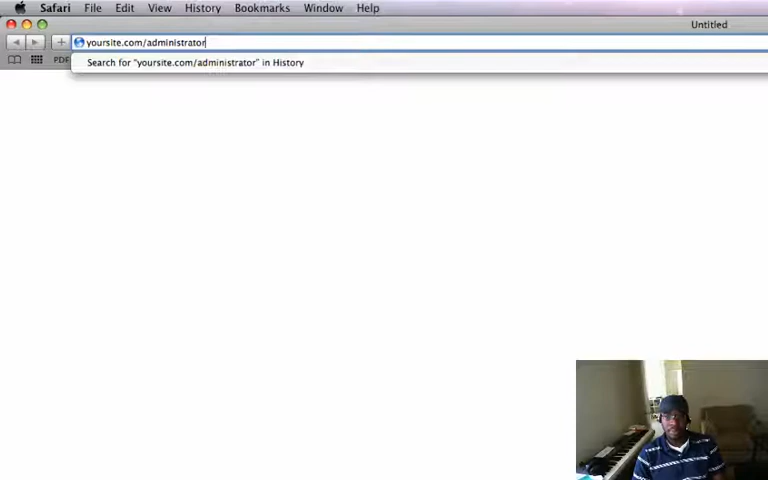 Safari File Edit View History Bookmarks Window Help
Untitled
yoursite.com/administrator
Search for "yoursite.com/administrator" in History
PDF